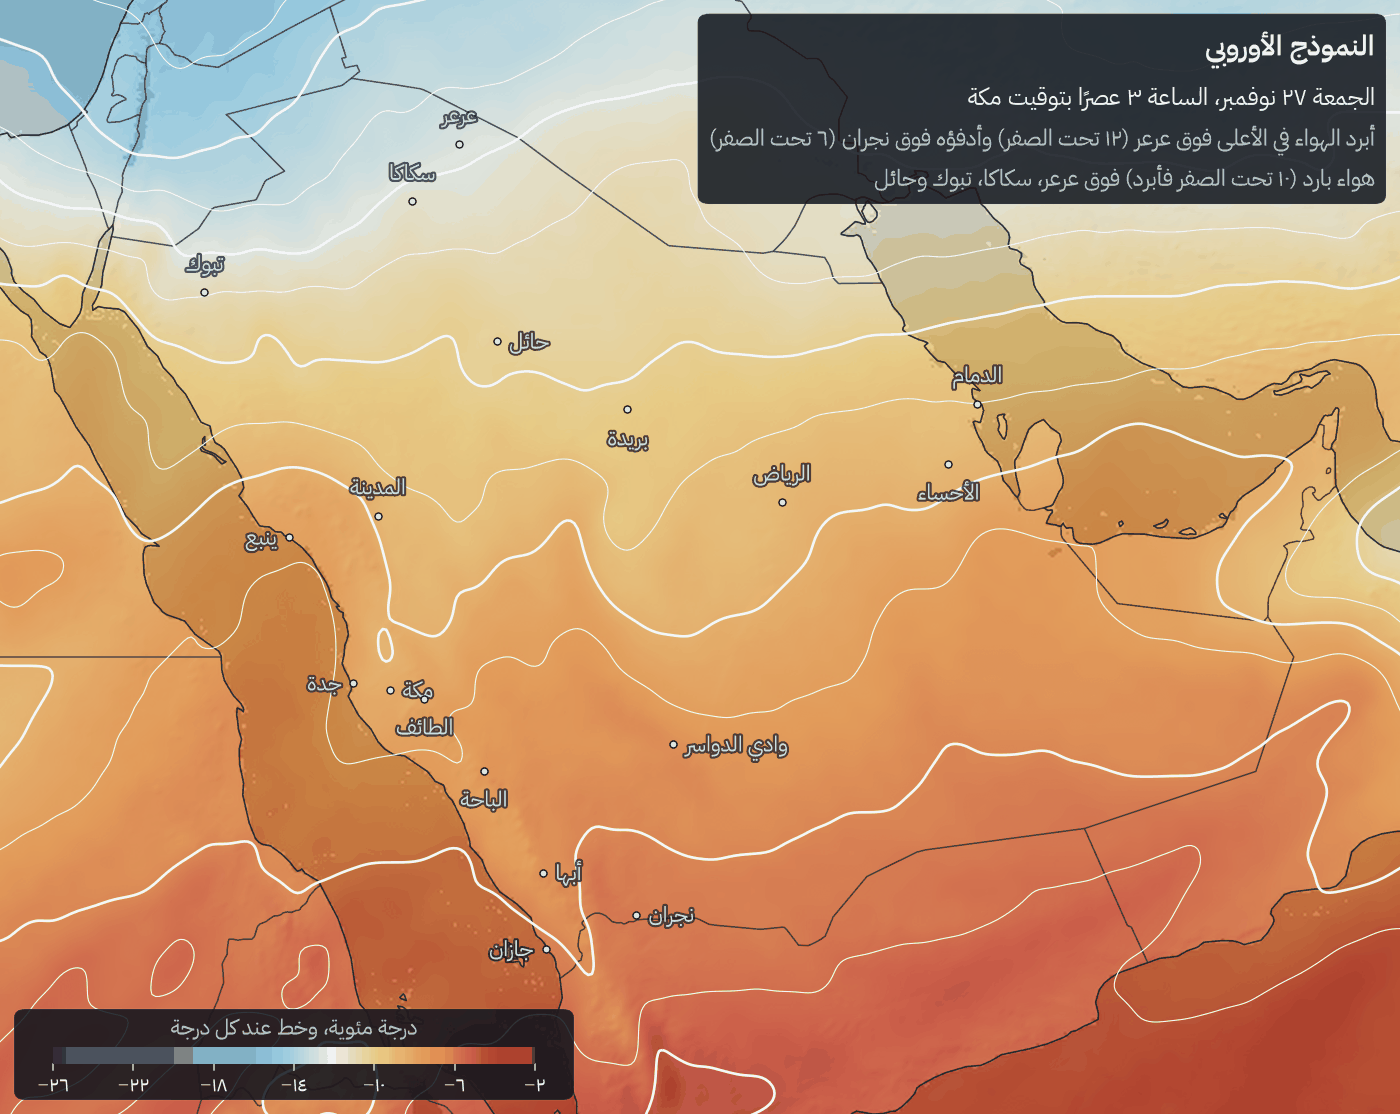 النموذج الأوروبي
الجمعة ٢٧ نوفمبر، الساعة ٣ عصرًا بتوقيت مكة
أبرد الهواء في الأعلى فوق عرعر (١٢ تحت الصفر) وأدفؤه فوق نجران (٦ تحت الصفر)
هواء بارد (١٠ تحت الصفر فأبرد) فوق عرعر، سكاكا، تبوك وحائل
عرعر
سكاكا
تبوك
حائل
الدمام
بريدة
الرياض
المدينة
الأحساء
ينبع
جدة
مكة
الطائف
وادي الدواسر
الباحة
أبها
نجران
جازان
درجة مئوية، وخط عند كل درجة
−٢٦ −٢٢ −١٨ −١٤ −١٠ −٦ −٢